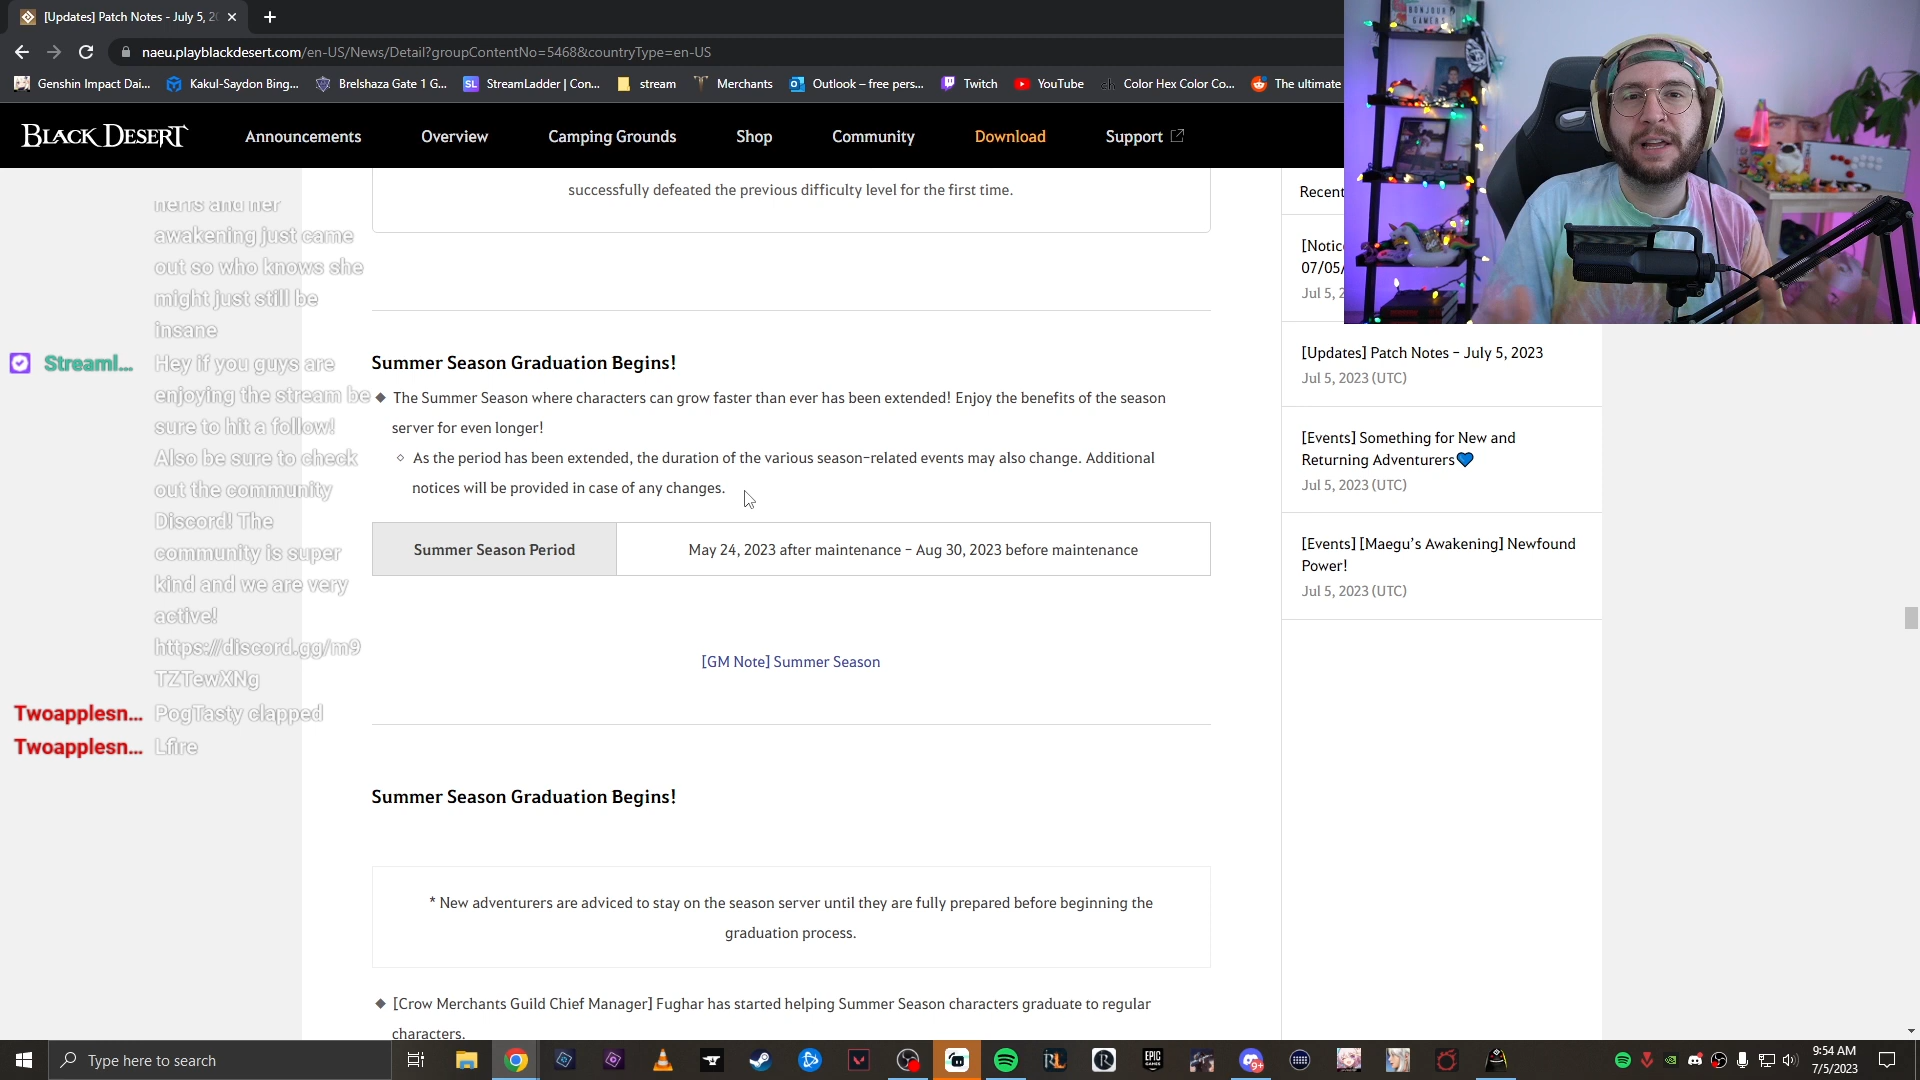 [Updates] Patch Notes - July 5, 2
naeu.playblackdesert.com/en-US/News/Detail?groupContentNo=5468&countryType=en-US
Genshin Impact Dai...
Kakul-Saydon Bing...
Brelshaza Gate 1 G...
SL
StreamLadder | Con...
stream
Merchants
Outlook – free pers...
Twitch
YouTube
Color Hex Color Co...
The ultimate
BONJOUR
GAMERS
BLACK DESERT
Announcements
Overview
Camping Grounds
Shop
Community
Download
Support
successfully defeated the previous difficulty level for the first time.
Summer Season Graduation Begins!
The Summer Season where characters can grow faster than ever has been extended! Enjoy the benefits of the season
server for even longer!
As the period has been extended, the duration of the various season-related events may also change. Additional
notices will be provided in case of any changes.
Summer Season Period
May 24, 2023 after maintenance – Aug 30, 2023 before maintenance
[GM Note] Summer Season
Summer Season Graduation Begins!
* New adventurers are adviced to stay on the season server until they are fully prepared before beginning the
graduation process.
[Crow Merchants Guild Chief Manager] Fughar has started helping Summer Season characters graduate to regular
characters.
nerfs and her
awakening just came
out so who knows she
might just still be
insane
Streaml... Hey if you guys are
enjoying the stream be
sure to hit a follow!
Also be sure to check
out the community
Discord! The
community is super
kind and we are very
active!
https://discord.gg/m9
TZTewXNg
Twoapplesn... PogTasty clapped
Twoapplesn... Lfire
Recent
[Notic
07/05/
Jul 5, 2
[Updates] Patch Notes – July 5, 2023
Jul 5, 2023 (UTC)
[Events] Something for New and
Returning Adventurers💙
Jul 5, 2023 (UTC)
[Events] [Maegu's Awakening] Newfound
Power!
Jul 5, 2023 (UTC)
Type here to search
RL
R
EPIC
GAMES
9+
9:54 AM
7/5/2023